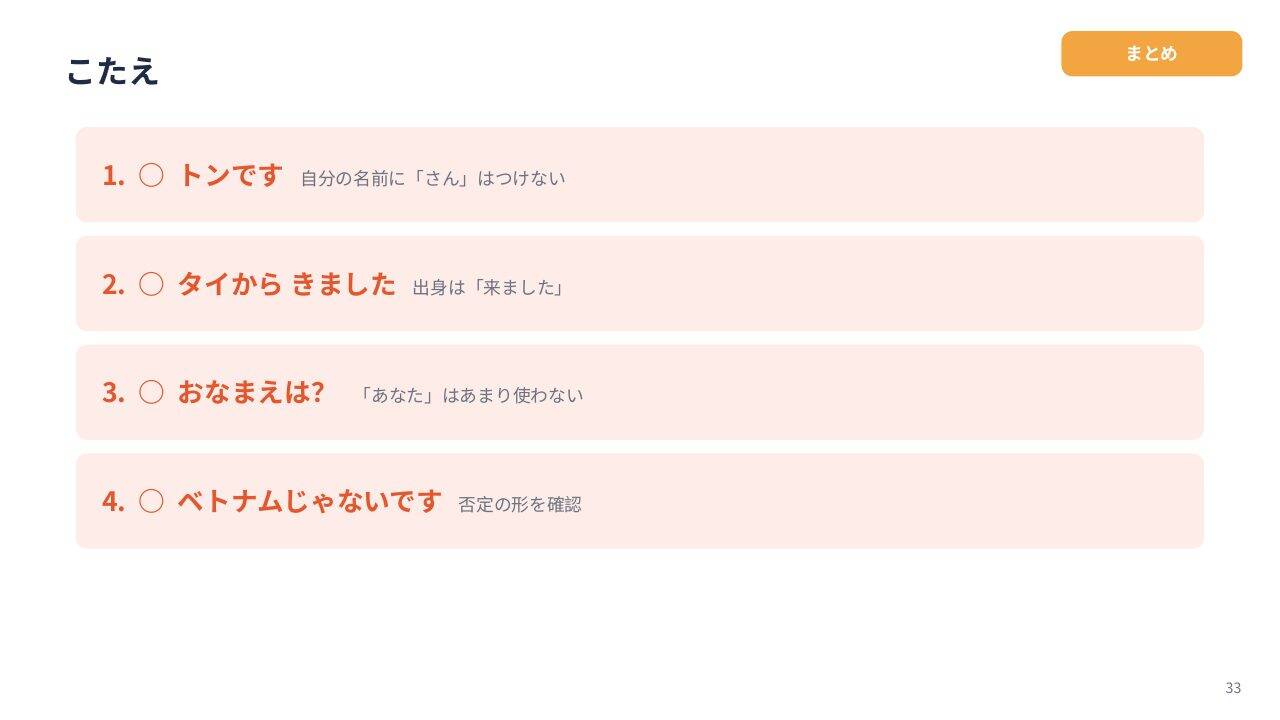 こたえ
まとめ
1. ○ トンです 自分の名前に「さん」はつけない
2. ○ タイから きました 出身は「来ました」
3. ○ おなまえは? 「あなた」はあまり使わない
4. ○ ベトナムじゃないです 否定の形を確認
33